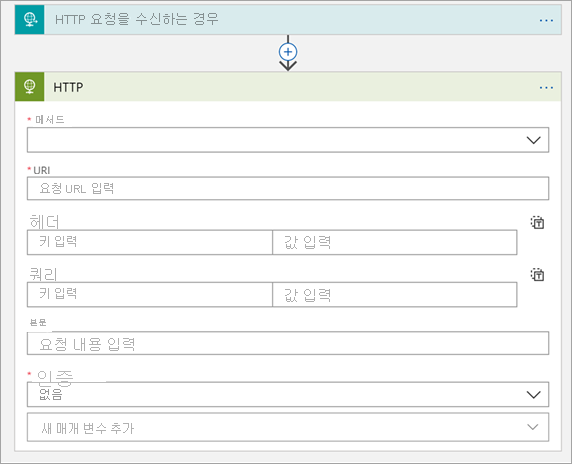 HTTP 요청을 수신하는 경우
HTTP
* 메서드
* URI
요청 URL 입력
헤더
키 입력 값 입력
쿼리
키 입력 값 입력
본문
요청 내용 입력
* 인증
없음
새 매개 변수 추가